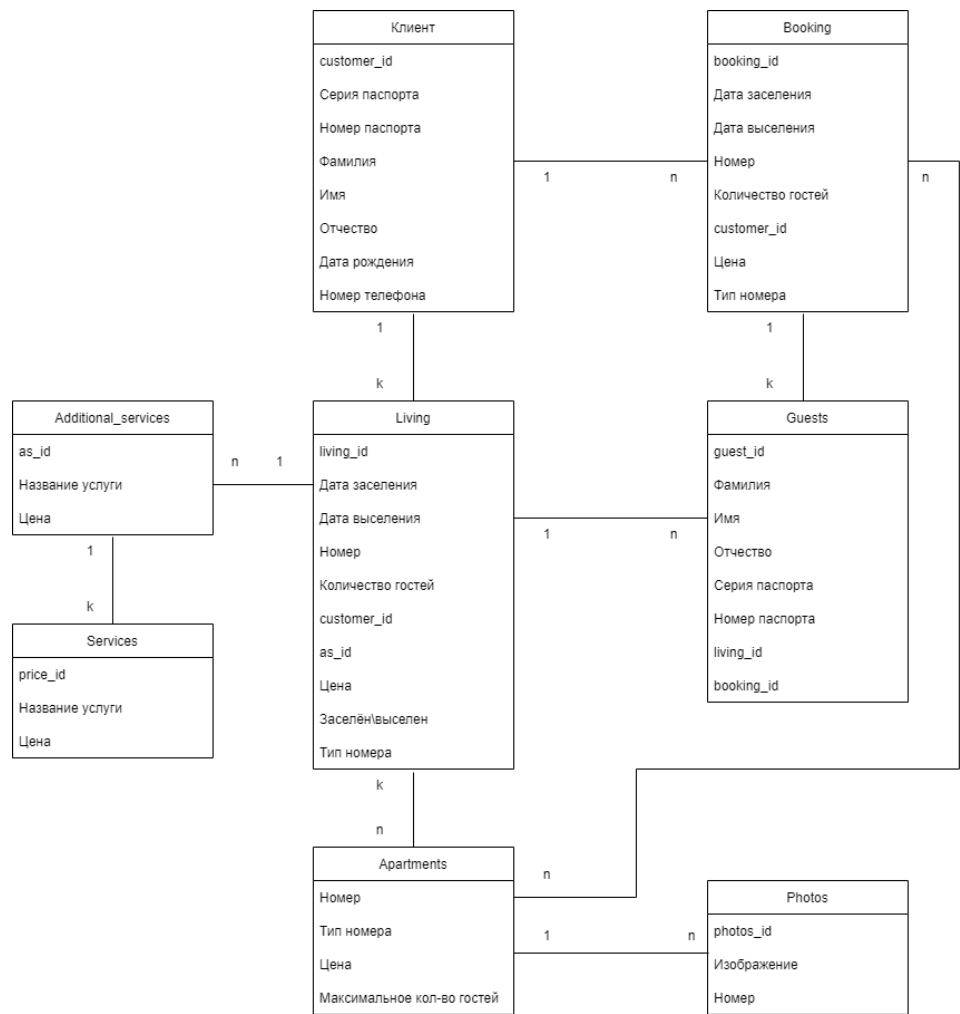 Клиент
customer_id
Серия паспорта
Номер паспорта
Фамилия
Имя
Отчество
Дата рождения
Номер телефона
Booking
booking_id
Дата заселения
Дата выселения
Номер
Количество гостей
customer_id
Цена
Тип номера
1
n
n
1
k
1
k
Additional_services
as_id
Название услуги
Цена
n
1
Living
living_id
Дата заселения
Дата выселения
Номер
Количество гостей
customer_id
as_id
Цена
Заселён\выселен
Тип номера
1
n
Guests
guest_id
Фамилия
Имя
Отчество
Серия паспорта
Номер паспорта
living_id
booking_id
1
k
Services
price_id
Название услуги
Цена
k
n
Apartments
Номер
Тип номера
Цена
Максимальное кол-во гостей
n
1
n
Photos
photos_id
Изображение
Номер